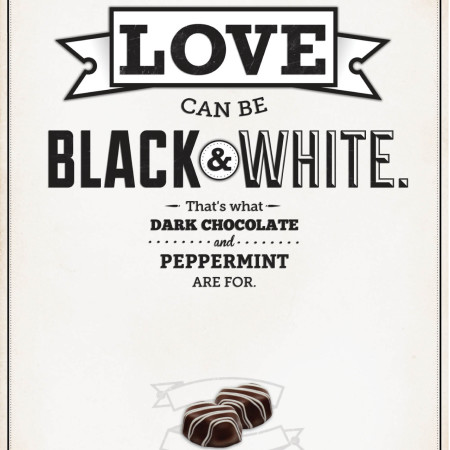 LOVE
CAN BE
BLACK & WHITE.
That's what
DARK CHOCOLATE
and
PEPPERMINT
ARE FOR.